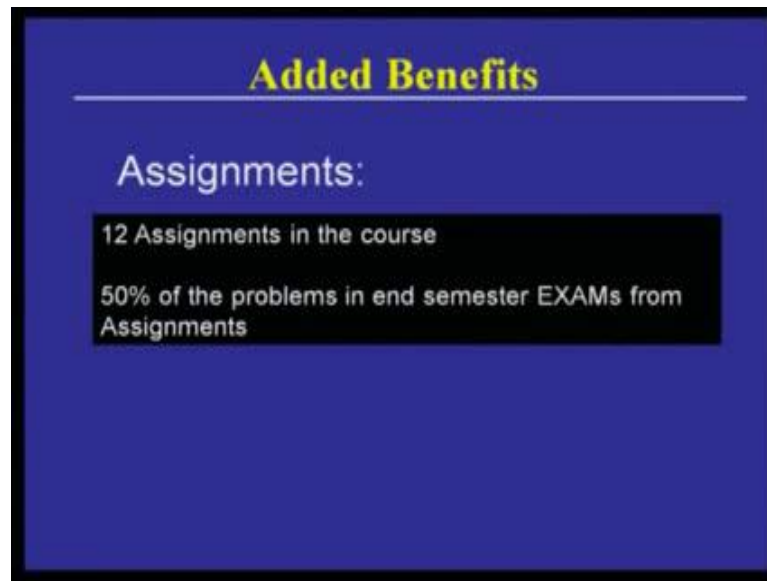 Added Benefits
Assignments:
12 Assignments in the course
50% of the problems in end semester EXAMs from
Assignments